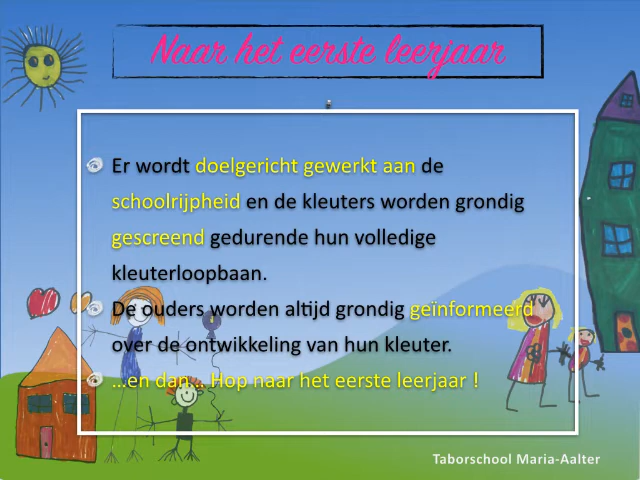 Naar het eerste leerjaar
Er wordt doelgericht gewerkt aan de
schoolrijpheid en de kleuters worden grondig
gescreend gedurende hun volledige
kleuterloopbaan.
De ouders worden altijd grondig geïnformeerd
over de ontwikkeling van hun kleuter.
...en dan... Hop naar het eerste leerjaar !
Taborschool Maria-Aalter